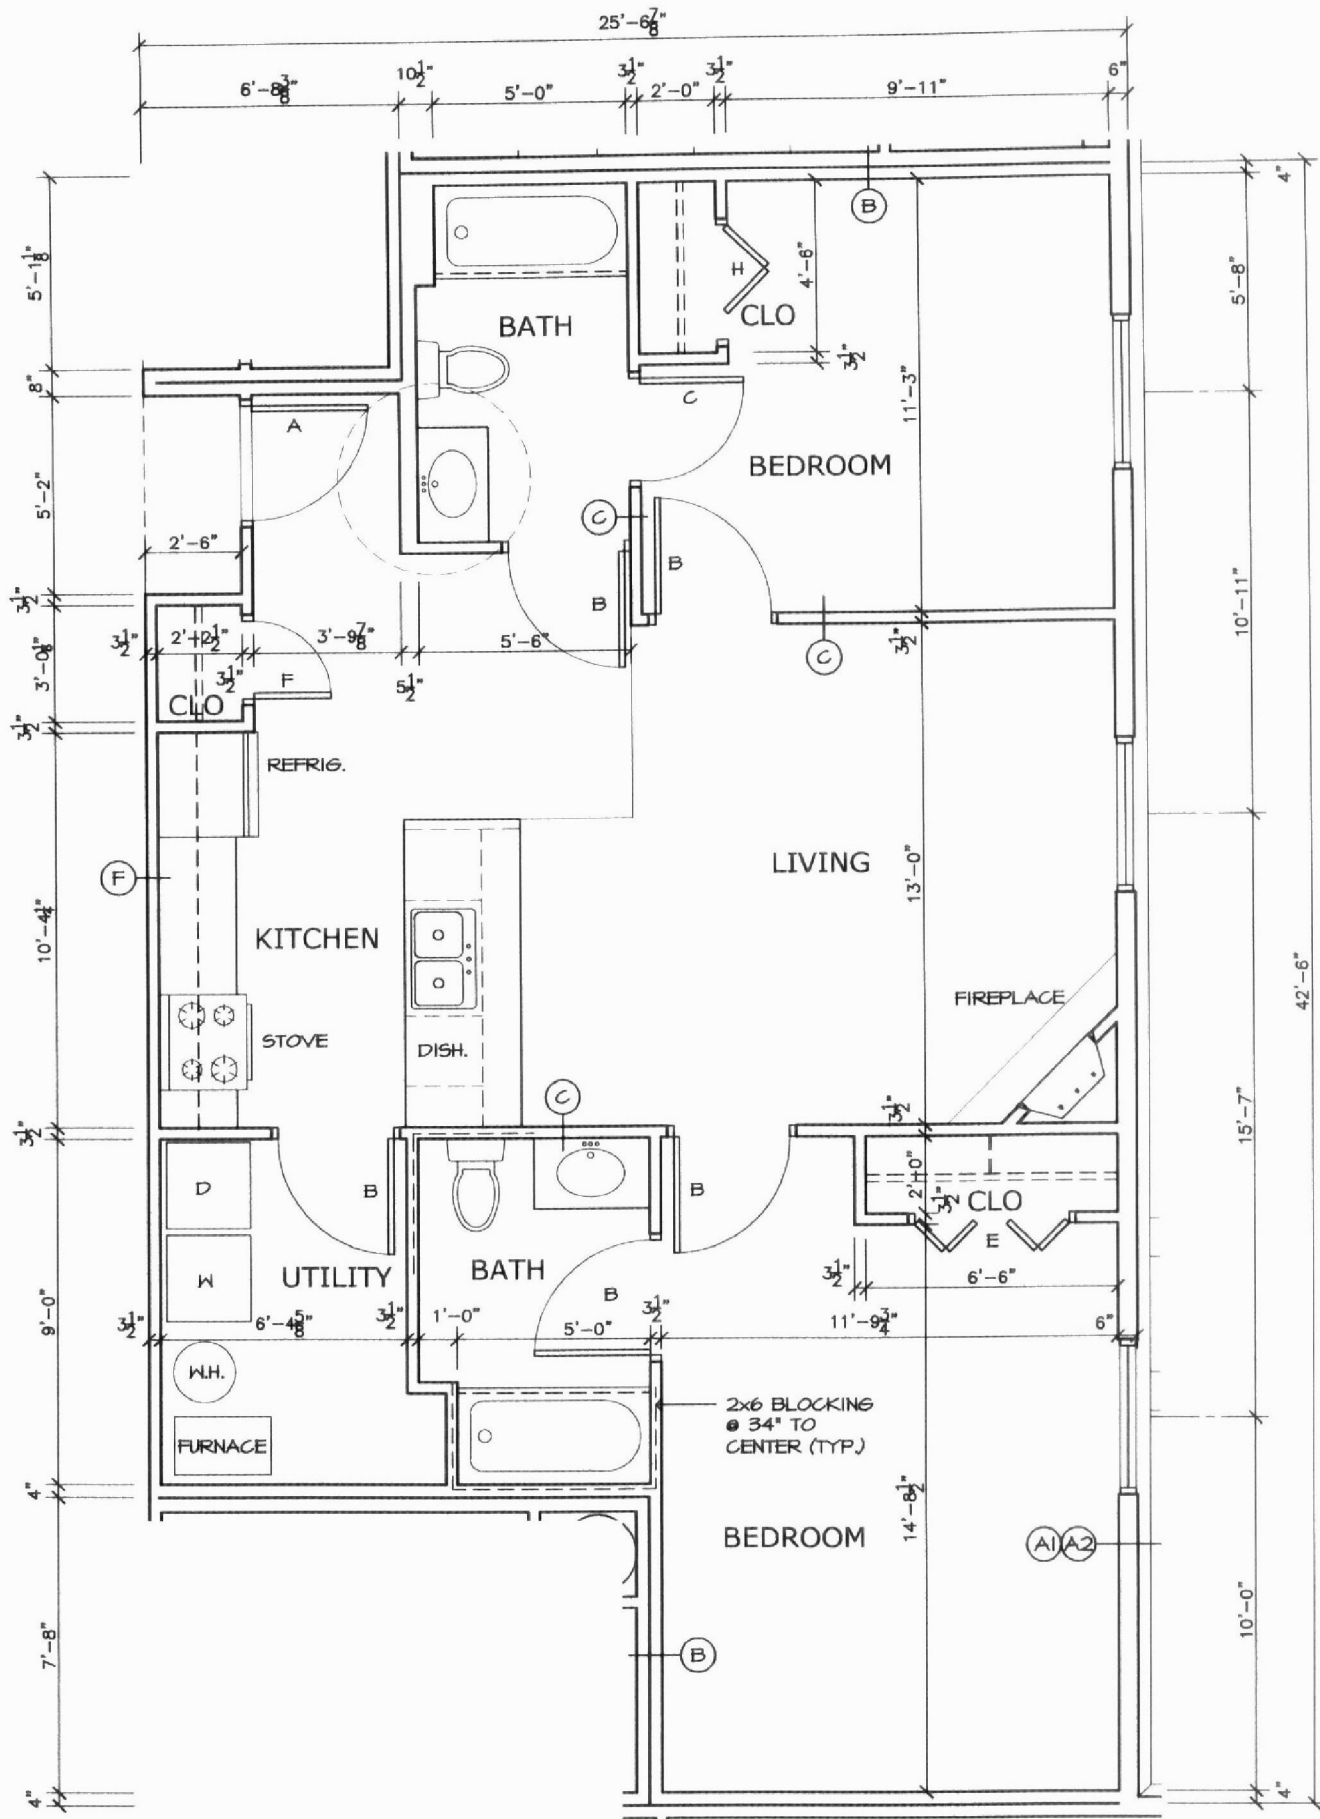 25'-6 7/8"
6'-8 3/8"
10 1/2"
5'-0"
3 1/2"
2'-0"
3 1/2"
9'-11"
6"
4"
B
5'-1 1/8"
4'-6"
H
5'-8"
CLO
BATH
3 1/2"
8"
C
11'-3"
A
BEDROOM
5'-2"
C
2'-6"
B
B
10'-11"
3 1/2"
3 1/2"
2'-2 1/2"
3'-9 7/8"
5'-6"
3 1/2"
C
3'-0 1/8"
3 1/2"
F
5 1/2"
CLO
3 1/2"
REFRIG.
F
LIVING
13'-0"
10'-4 1/4"
KITCHEN
42'-6"
FIREPLACE
STOVE
DISH.
C
3 1/2"
3 1/2"
15'-7"
D
B
B
2'-0"
3 1/2"
CLO
E
W
UTILITY
BATH
3 1/2"
6'-6"
B
9'-0"
3 1/2"
6'-4 5/8"
3 1/2"
1'-0"
5'-0"
3 1/2"
11'-9 3/4"
6"
W.H.
2x6 BLOCKING
@ 34" TO
CENTER (TYP.)
FURNACE
4"
14'-8 1/2"
BEDROOM
A1
A2
7'-8"
10'-0"
B
4"
4"